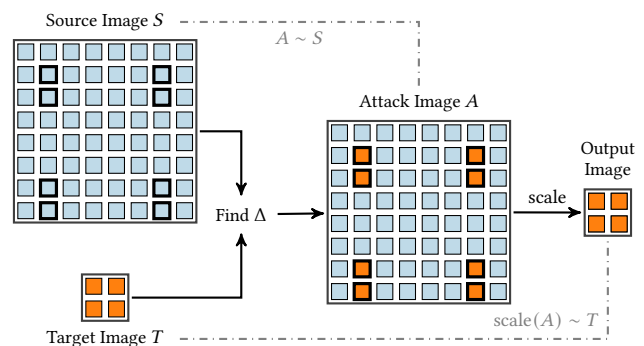 Source Image S
A ~ S
Attack Image A
Output
Image
scale
Find Δ
scale(A) ~ T
Target Image T